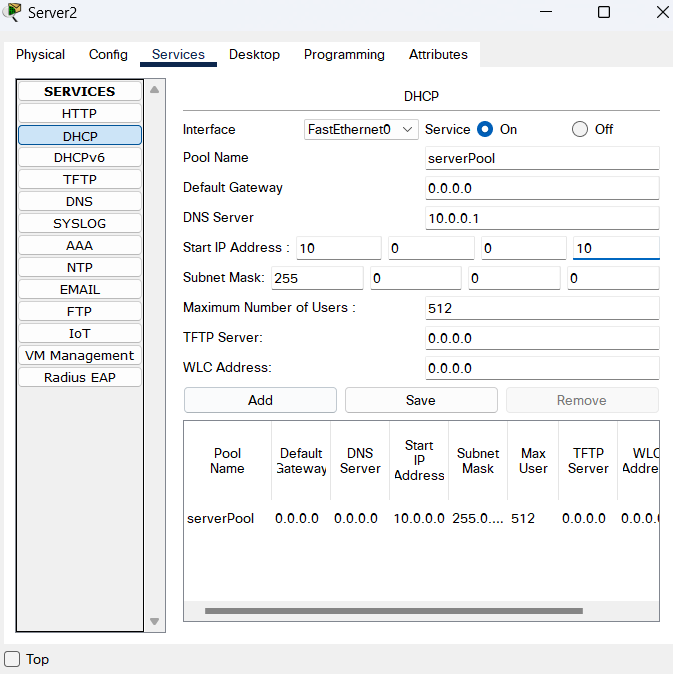 Server2
Physical Config Services Desktop Programming Attributes
SERVICES
HTTP
DHCP
DHCPv6
TFTP
DNS
SYSLOG
AAA
NTP
EMAIL
FTP
IoT
VM Management
Radius EAP
DHCP
Interface FastEthernet0 Service On Off
Pool Name serverPool
Default Gateway 0.0.0.0
DNS Server 10.0.0.1
Start IP Address : 10 0 0 10
Subnet Mask: 255 0 0 0
Maximum Number of Users : 512
TFTP Server: 0.0.0.0
WLC Address: 0.0.0.0
Add Save Remove
Pool Name Default Gateway DNS Server Start IP Address Subnet Mask Max User TFTP Server WLC Addre
serverPool 0.0.0.0 0.0.0.0 10.0.0.0 255.0.... 512 0.0.0.0 0.0.0.
Top